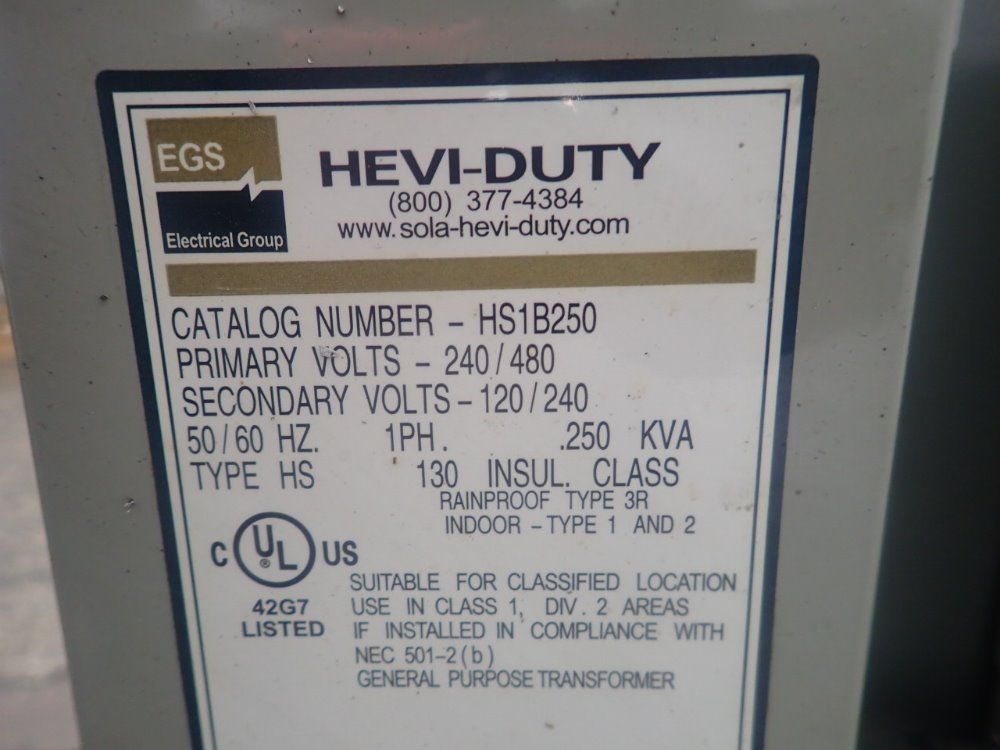 EGS
Electrical Group
HEVI-DUTY
(800) 377-4384
www.sola-hevi-duty.com
CATALOG NUMBER - HS1B250
PRIMARY VOLTS - 240/480
SECONDARY VOLTS - 120/240
50/60 HZ. 1PH. .250 KVA
TYPE HS 130 INSUL. CLASS
RAINPROOF TYPE 3R
INDOOR - TYPE 1 AND 2
C UL ® US
42G7
LISTED
SUITABLE FOR CLASSIFIED LOCATION
USE IN CLASS 1, DIV. 2 AREAS
IF INSTALLED IN COMPLIANCE WITH
NEC 501-2(b)
GENERAL PURPOSE TRANSFORMER